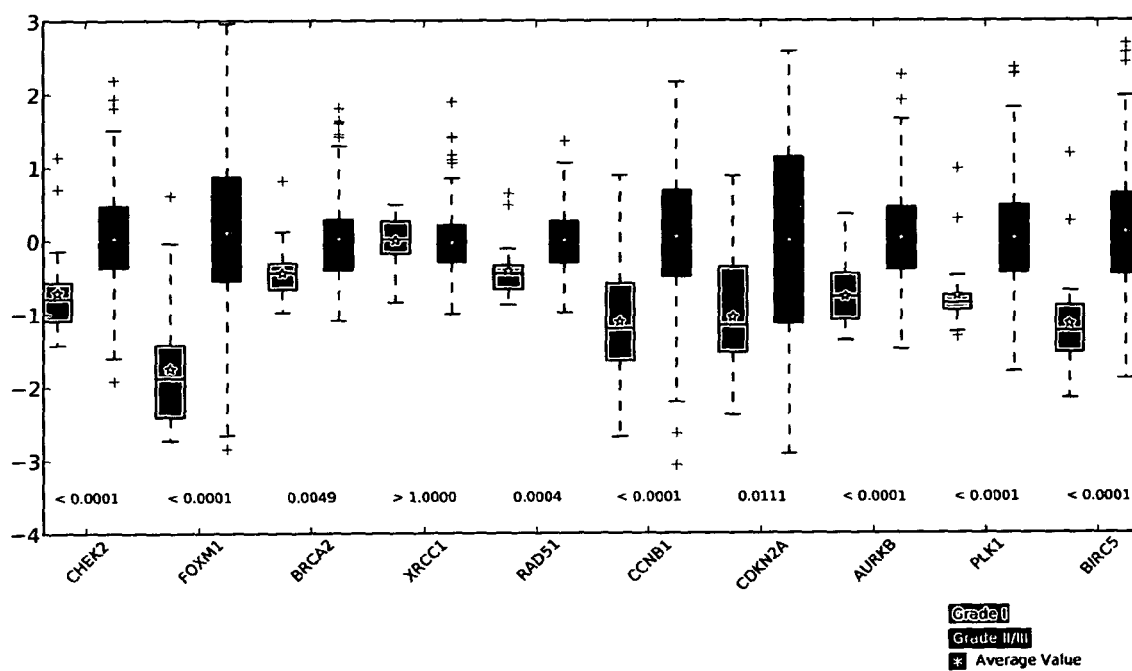 3
2
1
0
−1
−2
−3
−4
< 0.0001 < 0.0001 0.0049 > 1.0000 0.0004 < 0.0001 0.0111 < 0.0001 < 0.0001 < 0.0001
CHEK2 FOXM1 BRCA2 XRCC1 RAD51 CCNB1 CDKN2A AURKB PLK1 BIRC5
Grade I
Grade II/III
Average Value